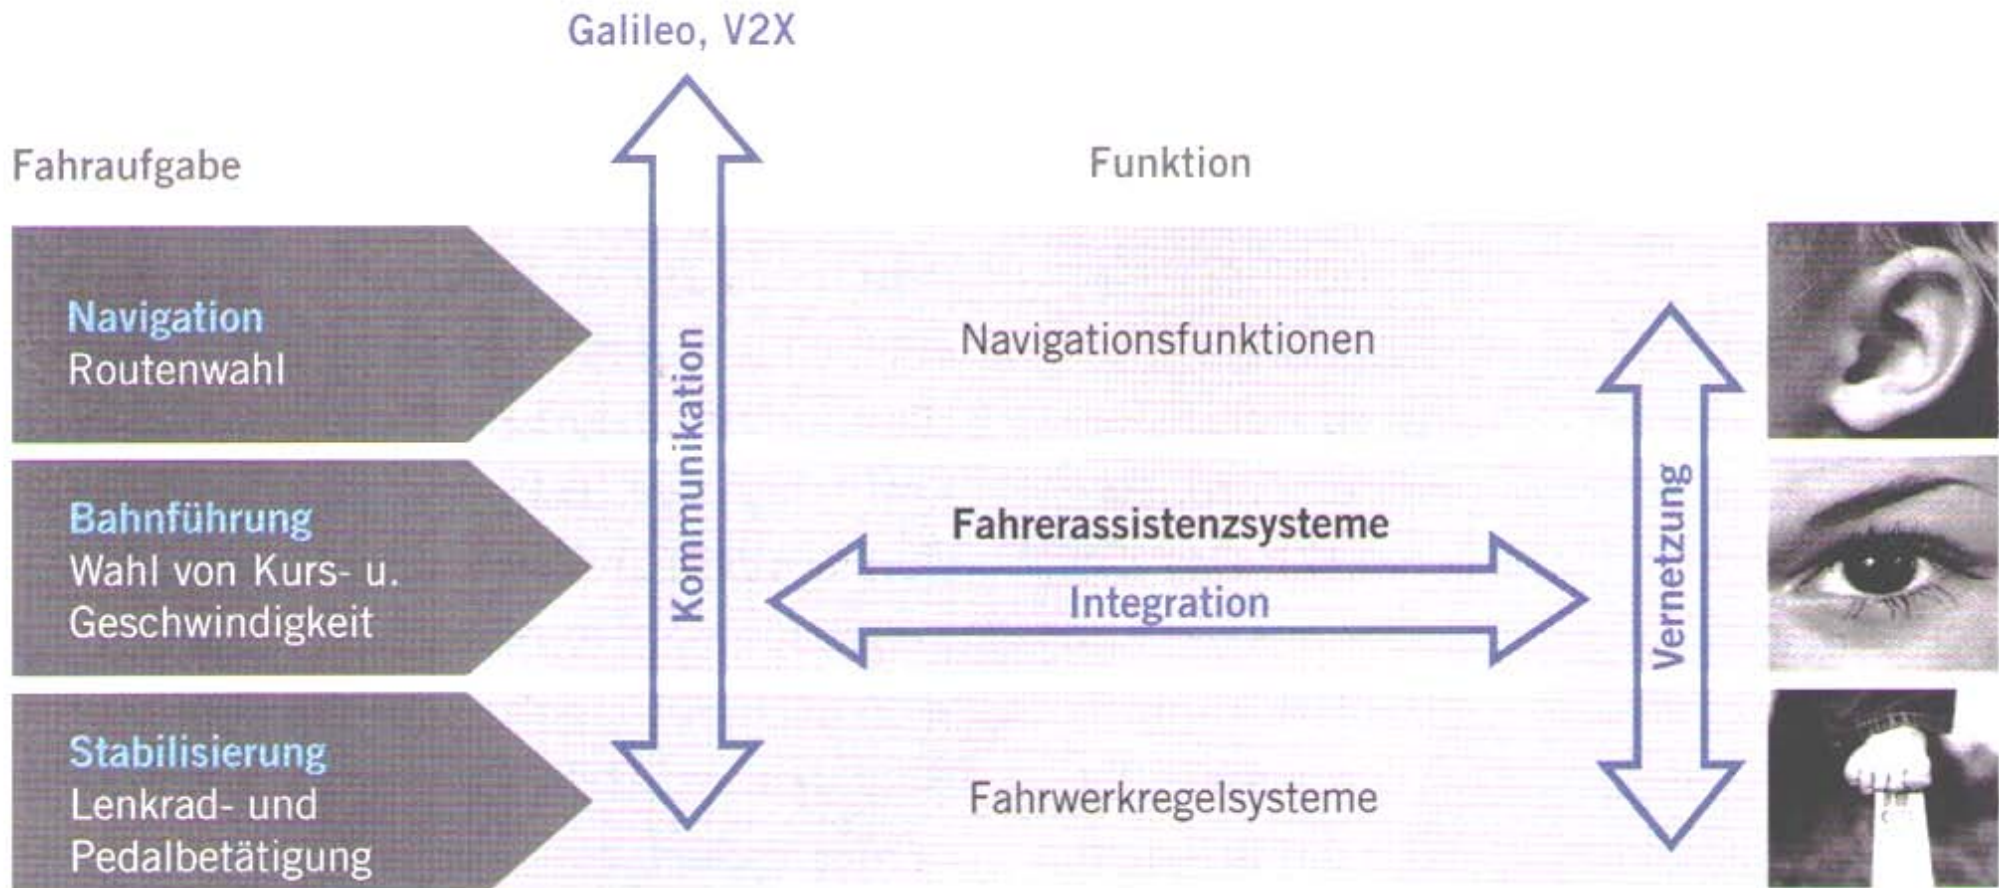 Galileo, V2X
Fahraufgabe
Funktion
Navigation
Routenwahl
Kommunikation
Navigationsfunktionen
Bahnführung
Wahl von Kurs- u.
Geschwindigkeit
Fahrerassistenzsysteme
Integration
Vernetzung
Stabilisierung
Lenkrad- und
Pedalbetätigung
Fahrwerkregelsysteme